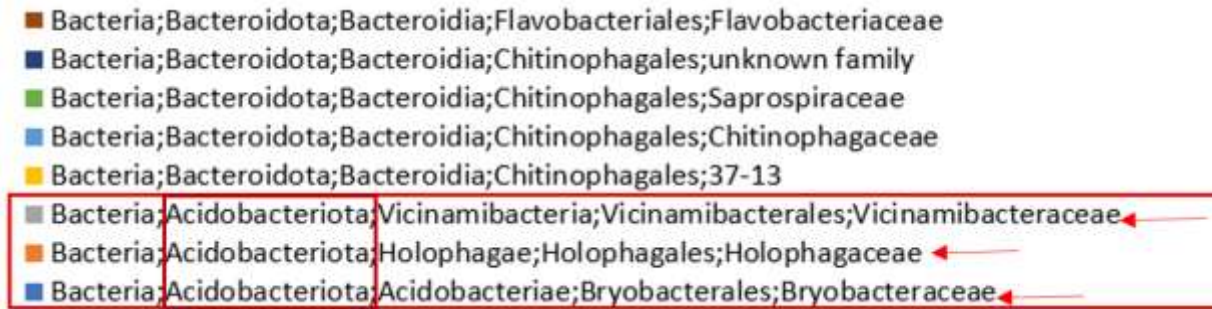 Bacteria;Bacteroidota;Bacteroidia;Flavobacteriales;Flavobacteriaceae
Bacteria;Bacteroidota;Bacteroidia;Chitinophagales;unknown family
Bacteria;Bacteroidota;Bacteroidia;Chitinophagales;Saprospiraceae
Bacteria;Bacteroidota;Bacteroidia;Chitinophagales;Chitinophagaceae
Bacteria;Bacteroidota;Bacteroidia;Chitinophagales;37-13
Bacteria;Acidobacteriota;Vicinamibacteria;Vicinamibacterales;Vicinamibacteraceae
Bacteria;Acidobacteriota;Holophagae;Holophagales;Holophagaceae
Bacteria;Acidobacteriota;Acidobacteriae;Bryobacterales;Bryobacteraceae